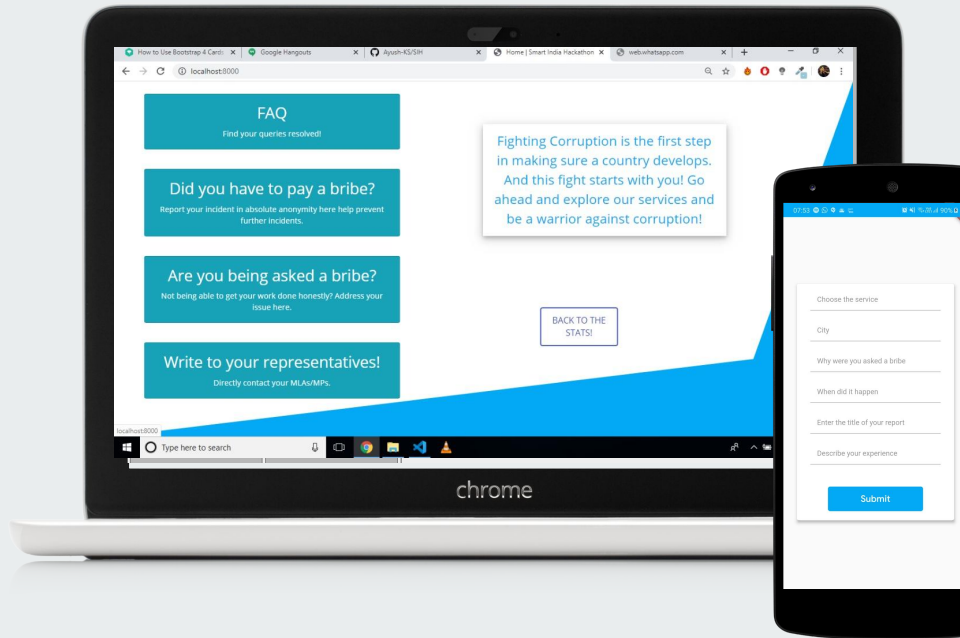 How to Use Bootstrap 4 Cards
Google Hangouts
Ayush-KS/SIH
Home | Smart India Hackathon
web.whatsapp.com
localhost:8000
FAQ
Find your queries resolved!
Did you have to pay a bribe?
Report your incident in absolute anonymity here help prevent
further incidents.
Are you being asked a bribe?
Not being able to get your work done honestly? Address your
issue here.
Write to your representatives!
Directly contact your MLAs/MPs.
Fighting Corruption is the first step
in making sure a country develops.
And this fight starts with you! Go
ahead and explore our services and
be a warrior against corruption!
BACK TO THE
STATS!
localhost:8000
Type here to search
chrome
07:53
90%
Choose the service
City
Why were you asked a bribe
When did it happen
Enter the title of your report
Describe your experience
Submit